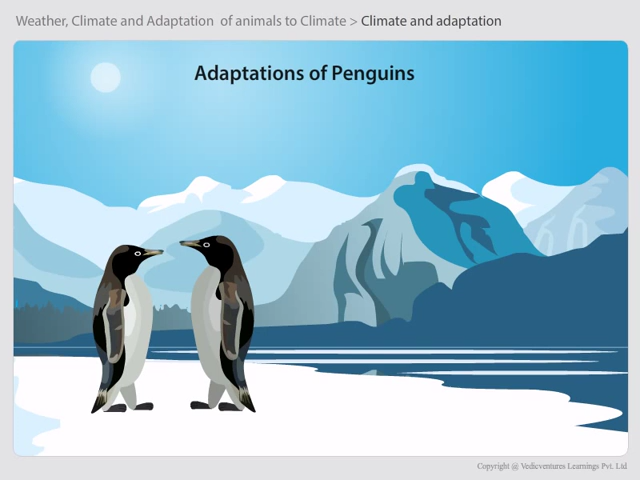 Weather, Climate and Adaptation of animals to Climate > Climate and adaptation
Adaptations of Penguins
Copyright @ Vedicventures Learnings Pvt. Ltd.